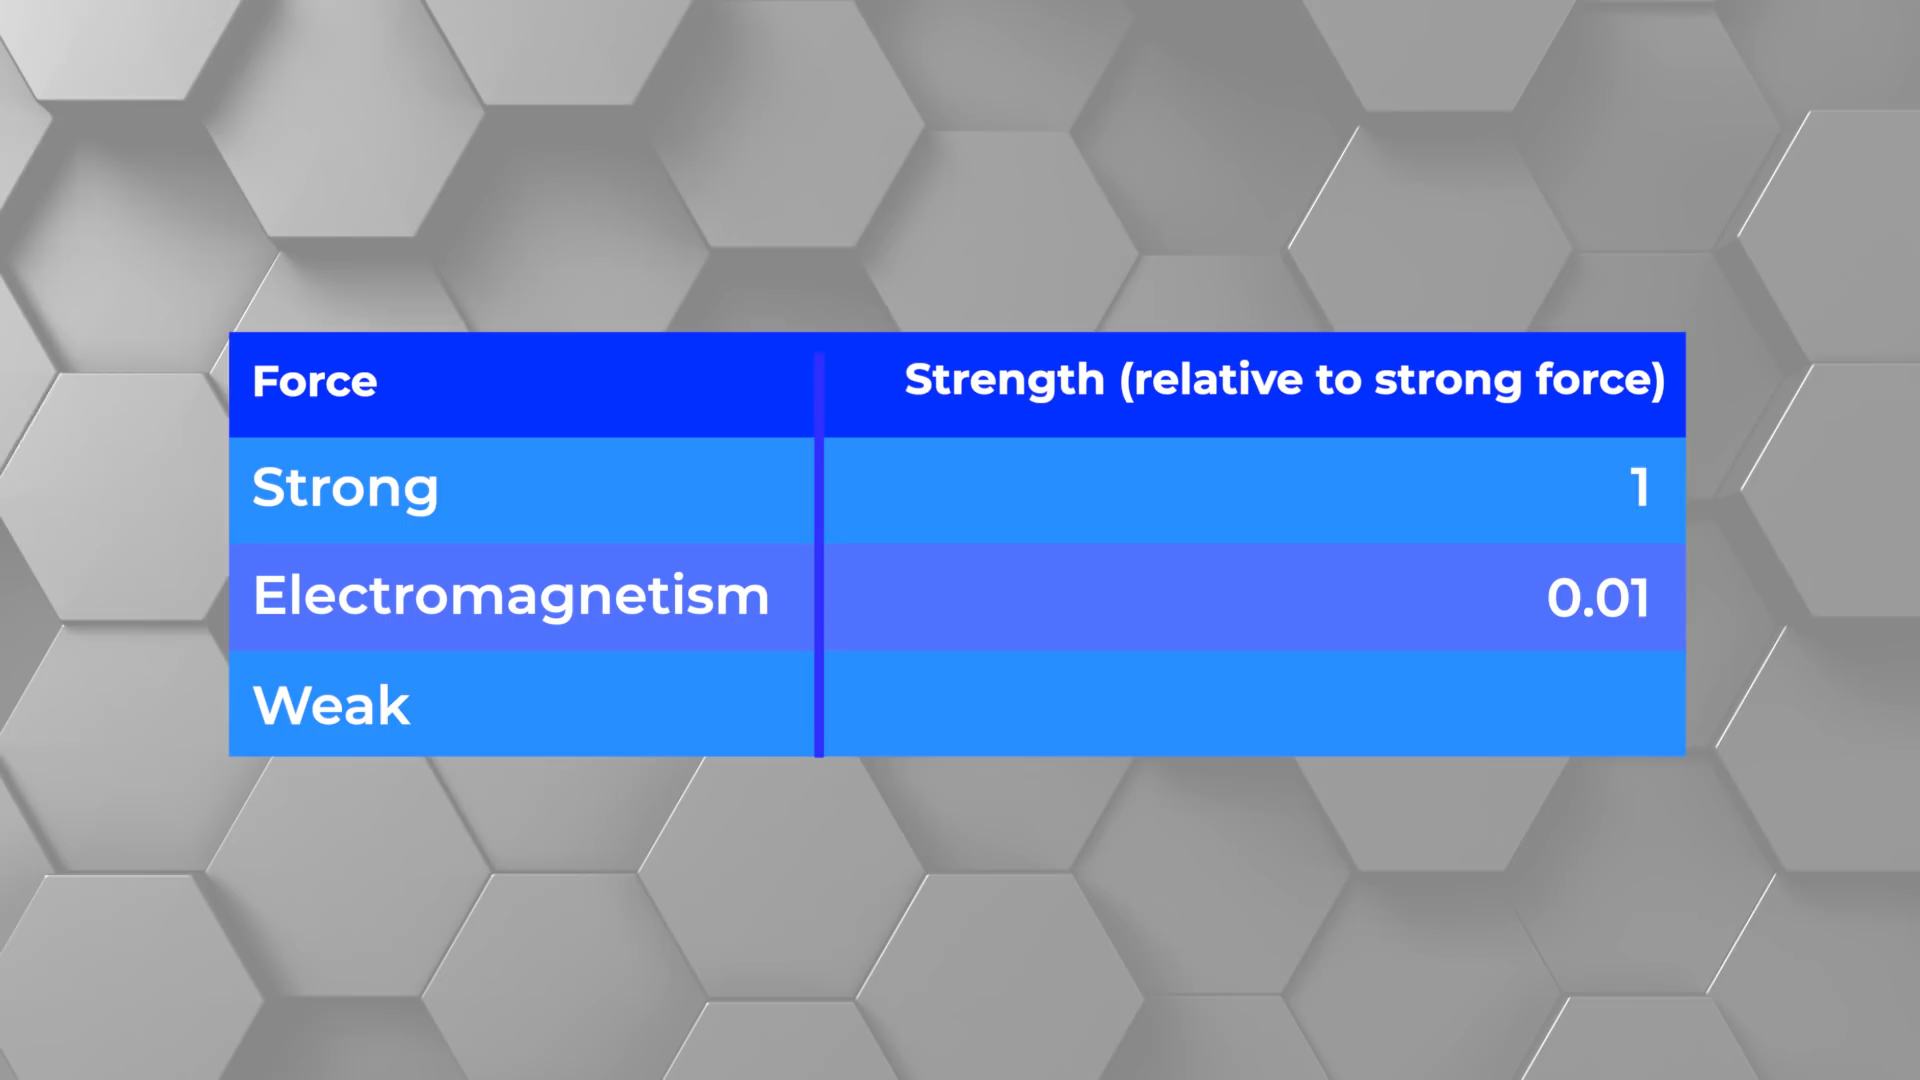 Force Strength (relative to strong force)
Strong 1
Electromagnetism 0.01
Weak